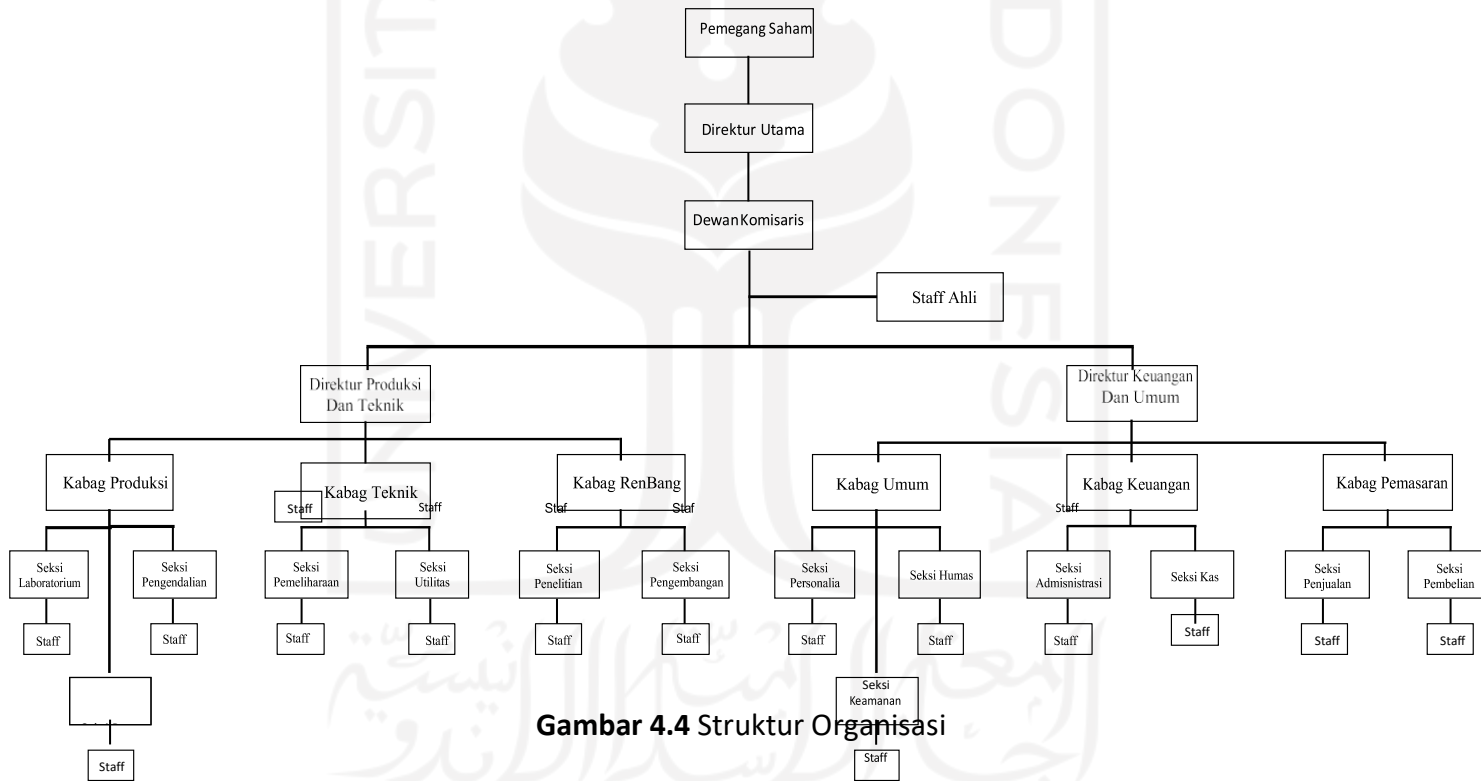 Pemegang Saham
Direktur Utama
Dewan Komisaris
Staff Ahli
Direktur Produksi
Dan Teknik
Direktur Keuangan
Dan Umum
Kabag Produksi
Kabag Teknik
Kabag RenBang
Kabag Umum
Kabag Keuangan
Kabag Pemasaran
Staff
Staff
Staf
Staf
Staff
Seksi
Laboratorium
Seksi
Pengendalian
Seksi
Pemeliharaan
Seksi
Utilitas
Seksi
Penelitian
Seksi
Pengembangan
Seksi
Personalia
Seksi Humas
Seksi
Admisnistrasi
Seksi Kas
Seksi
Penjualan
Seksi
Pembelian
Staff
Staff
Staff
Staff
Staff
Staff
Staff
Staff
Staff
Staff
Staff
Staff
Seksi
Keamanan
Gambar 4.4 Struktur Organisasi
Staff
Staff
UNIVERSIT
INDONESIA